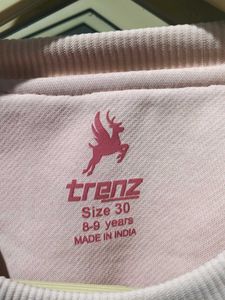 trenz
Size 30
8-9 years
MADE IN INDIA